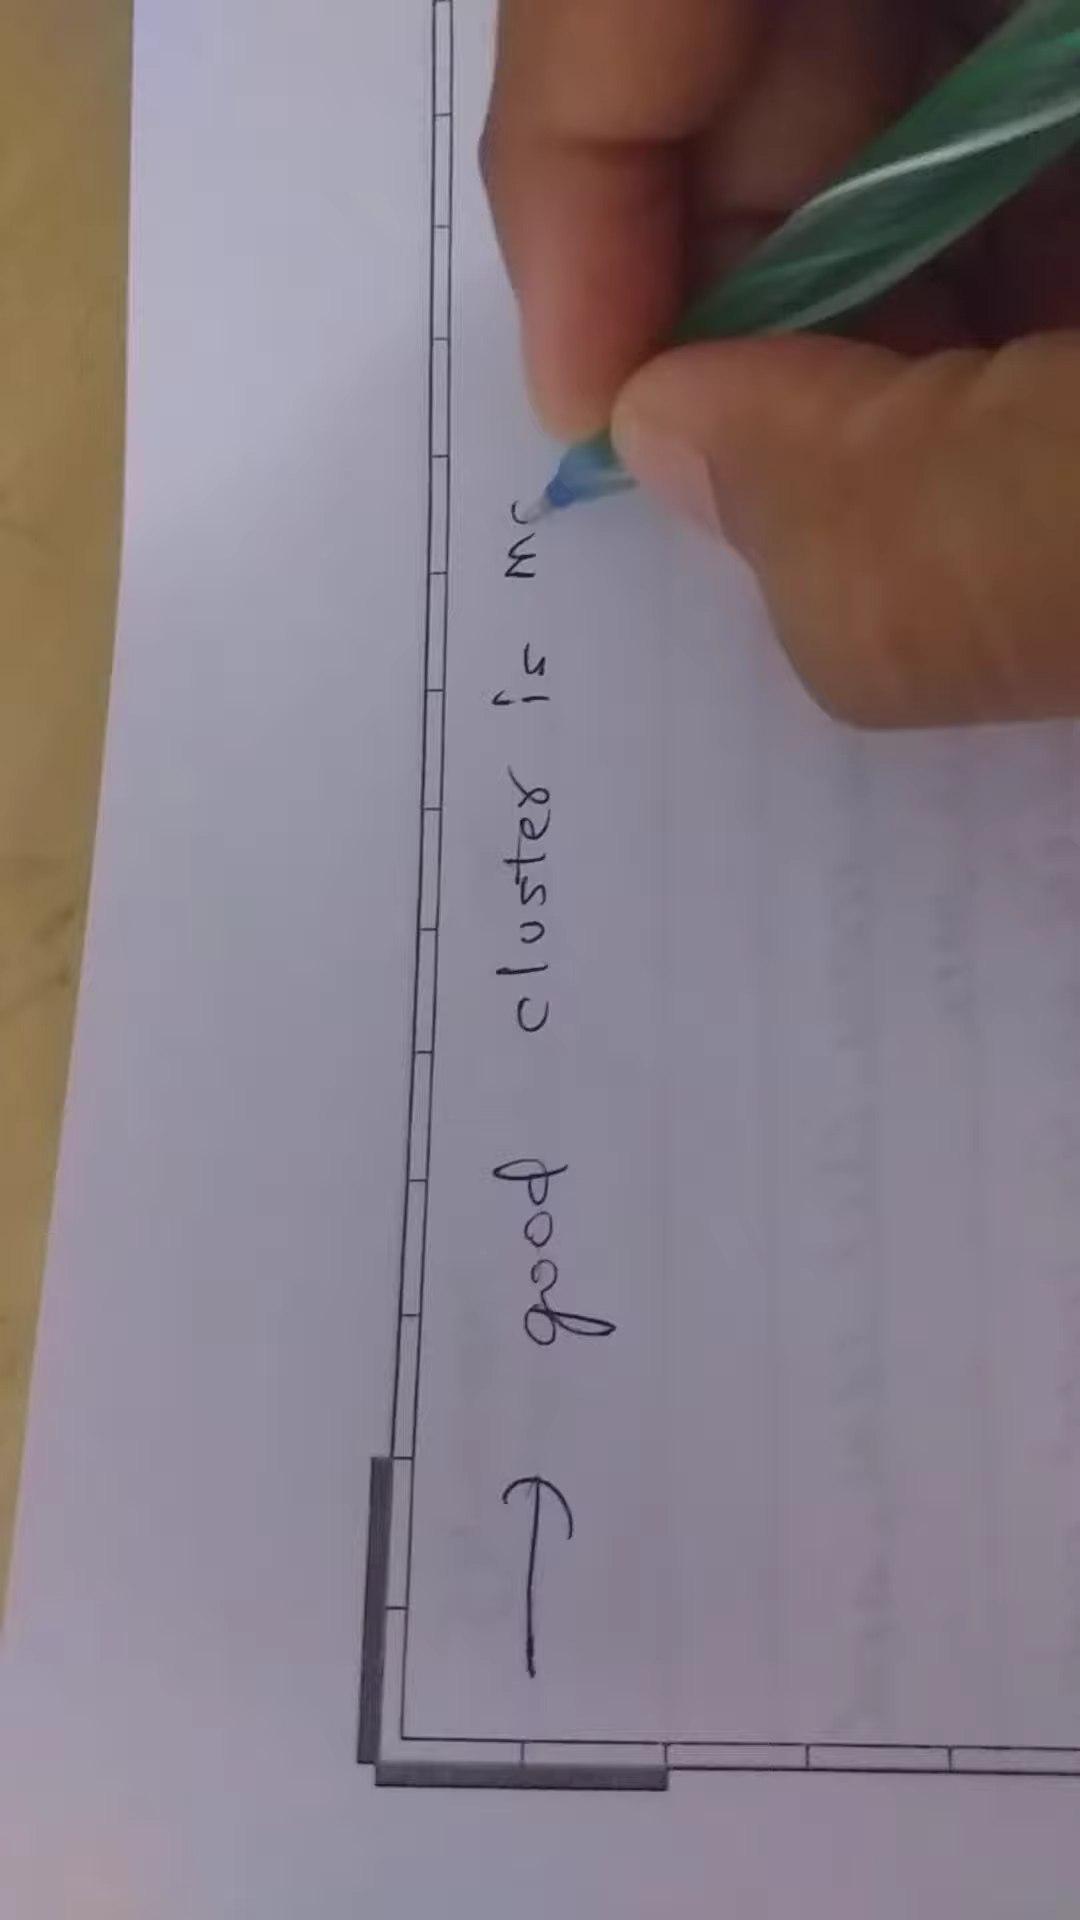 → good cluster is